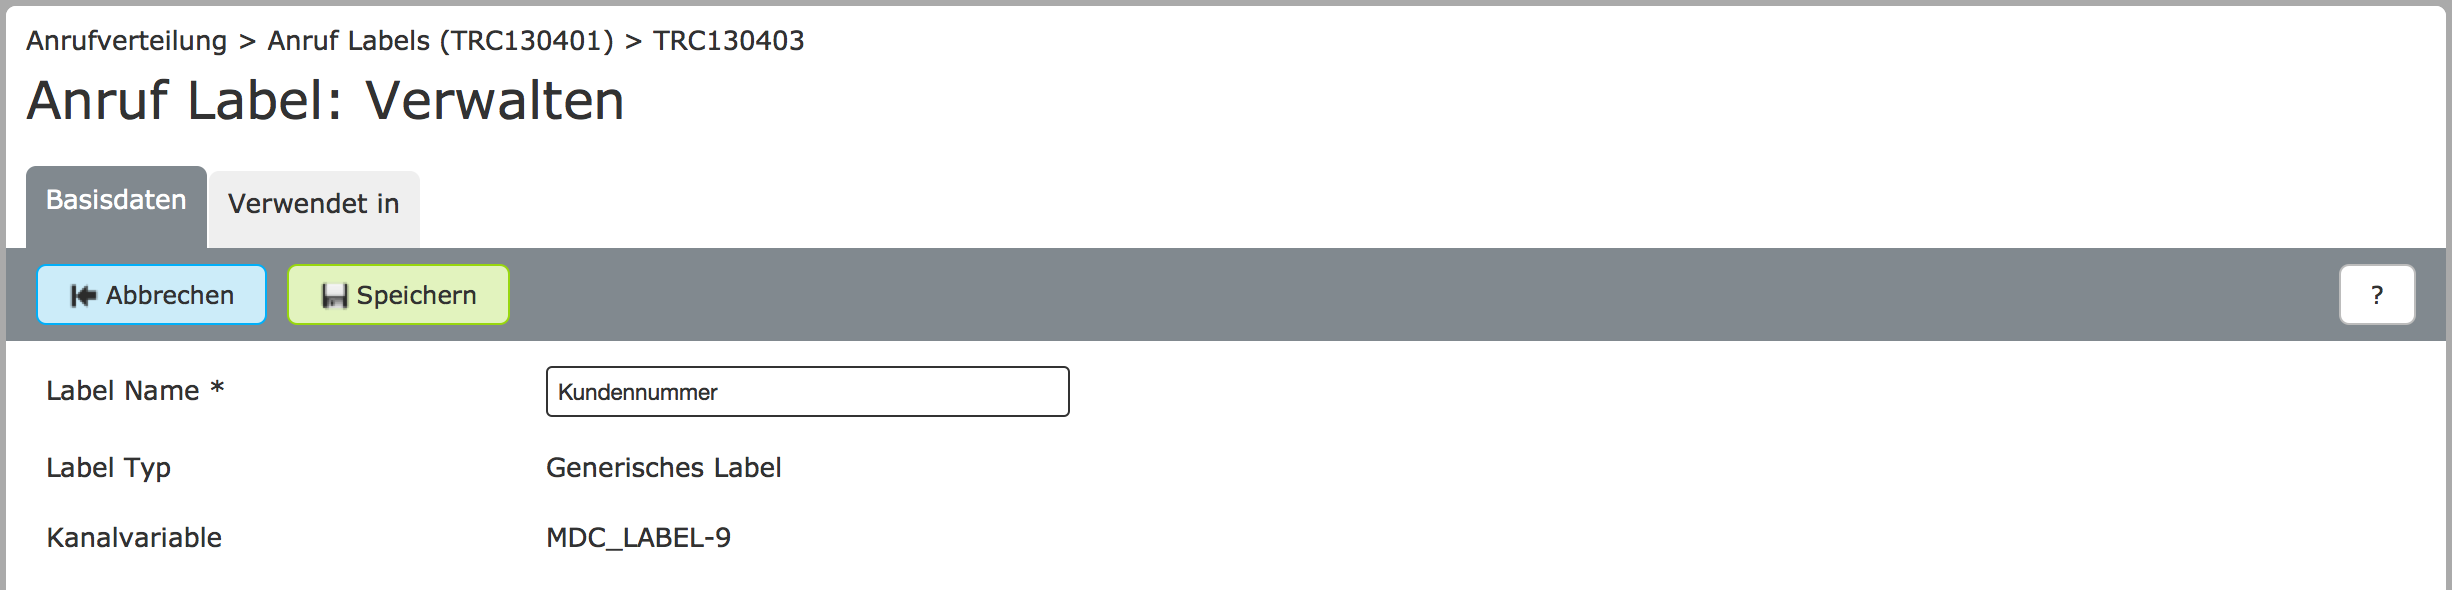 Anrufverteilung > Anruf Labels (TRC130401) > TRC130403
Anruf Label: Verwalten
Basisdaten Verwendet in
Abbrechen Speichern ?
Label Name * Kundennummer
Label Typ Generisches Label
Kanalvariable MDC_LABEL-9